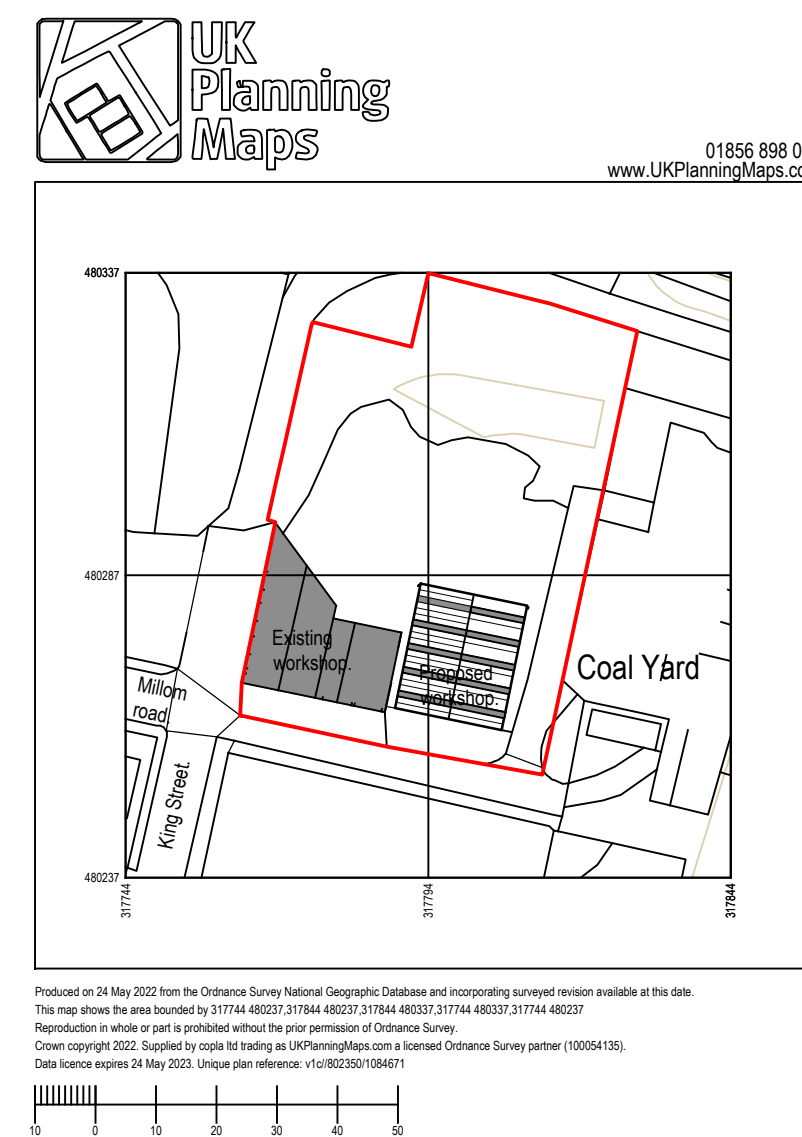 UK
Planning
Maps
01856 898 0
www.UKPlanningMaps.co
480337
480287
Existing
workshop.
Proposed
workshop.
Coal Yard
Millom
road.
King Street.
480237
317744
317794
317844
Produced on 24 May 2022 from the Ordnance Survey National Geographic Database and incorporating surveyed revision available at this date.
This map shows the area bounded by 317744 480237,317844 480237,317844 480337,317744 480337,317744 480237
Reproduction in whole or part is prohibited without the prior permission of Ordnance Survey.
Crown copyright 2022. Supplied by copla ltd trading as UKPlanningMaps.com a licensed Ordnance Survey partner (100054135).
Data licence expires 24 May 2023. Unique plan reference: v1c//802350/1084671
10 0 10 20 30 40 50